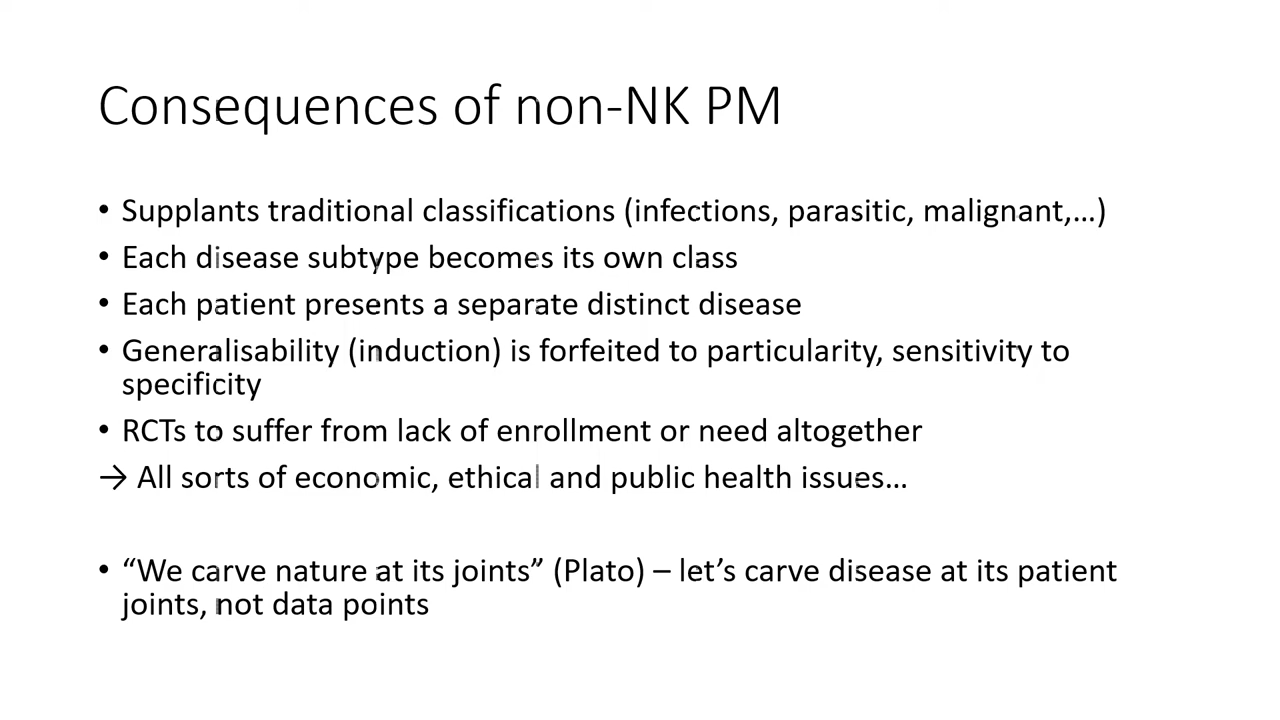 Consequences of non-NK PM
• Supplants traditional classifications (infections, parasitic, malignant,…)
• Each disease subtype becomes its own class
• Each patient presents a separate distinct disease
• Generalisability (induction) is forfeited to particularity, sensitivity to
specificity
• RCTs to suffer from lack of enrollment or need altogether
→ All sorts of economic, ethical and public health issues…
• “We carve nature at its joints” (Plato) – let’s carve disease at its patient
joints, not data points